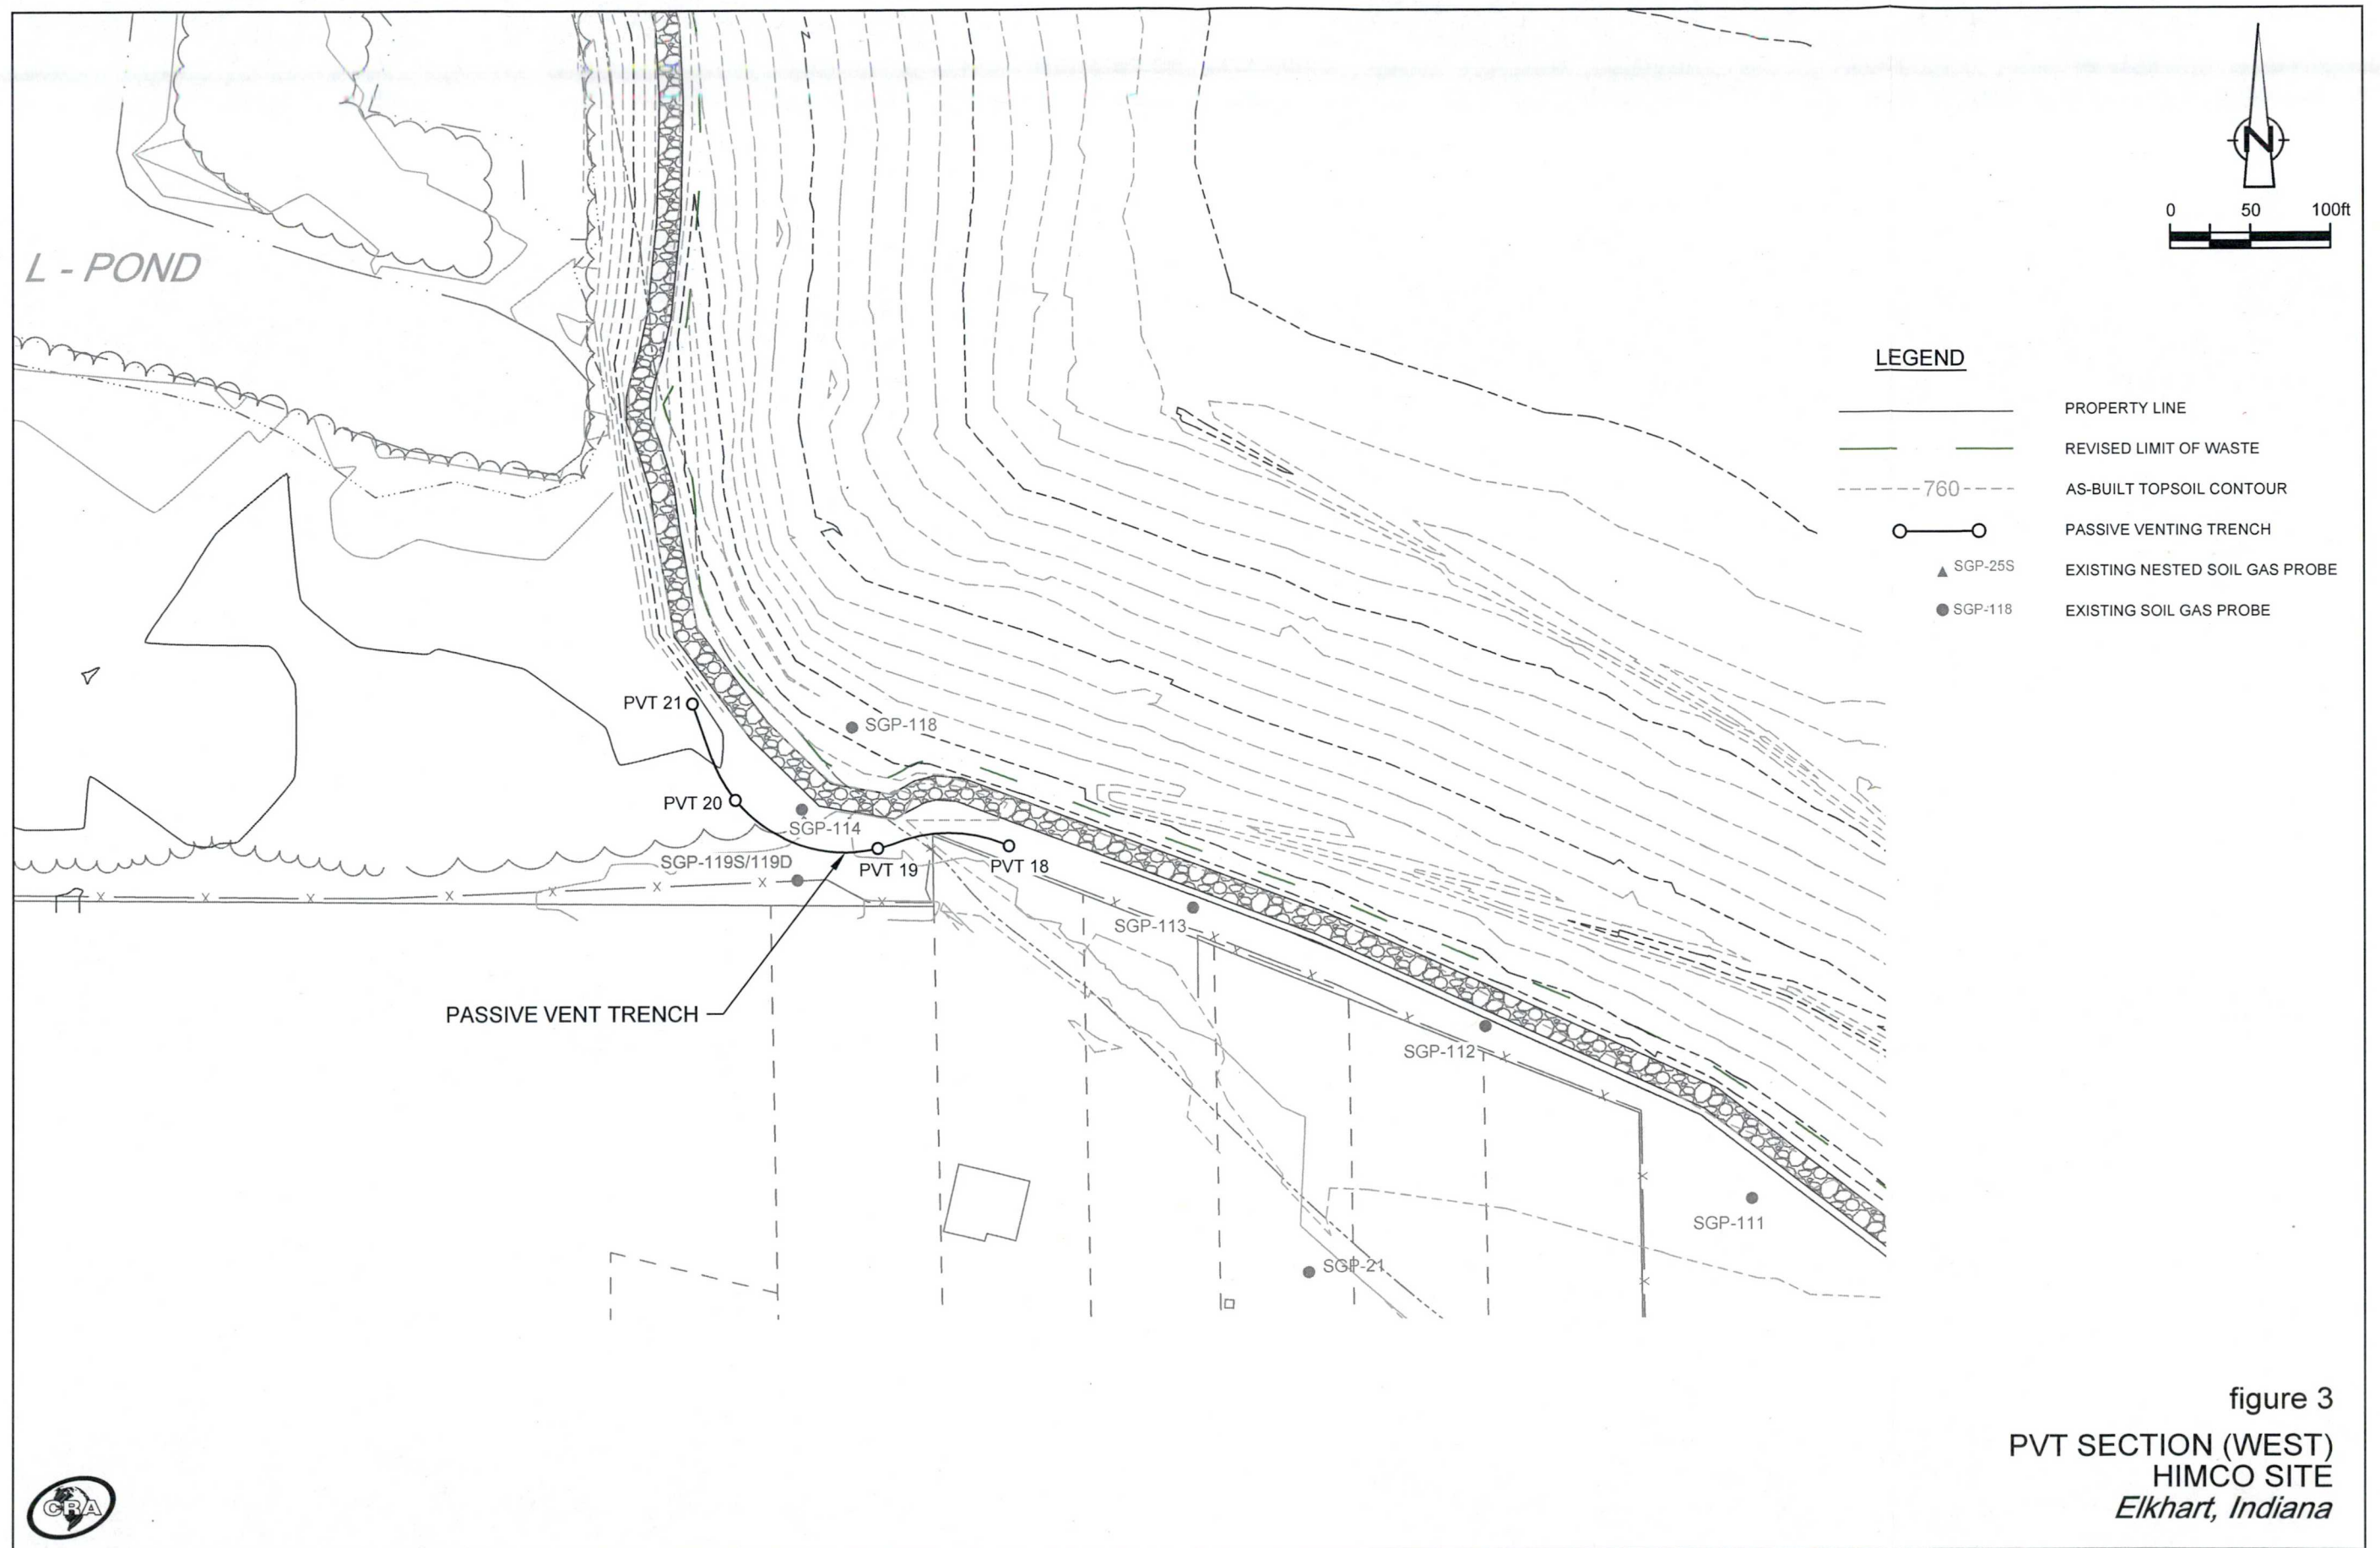 N
0 50 100ft
L - POND
LEGEND
PROPERTY LINE
REVISED LIMIT OF WASTE
760 AS-BUILT TOPSOIL CONTOUR
PASSIVE VENTING TRENCH
SGP-25S EXISTING NESTED SOIL GAS PROBE
SGP-118 EXISTING SOIL GAS PROBE
PVT 21
SGP-118
PVT 20
SGP-114
SGP-119S/119D
PVT 19
PVT 18
SGP-113
PASSIVE VENT TRENCH
SGP-112
SGP-111
SGP-21
figure 3
PVT SECTION (WEST)
HIMCO SITE
Elkhart, Indiana
CRA